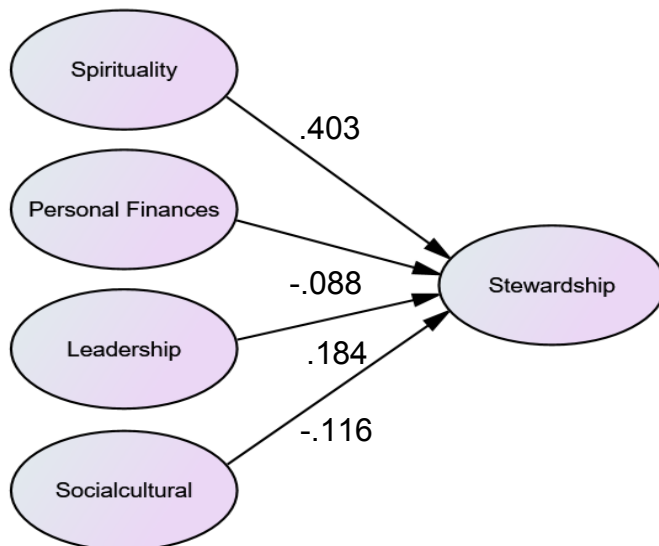 Spirituality
.403
Personal Finances
-.088
Stewardship
Leadership
.184
-.116
Socialcultural